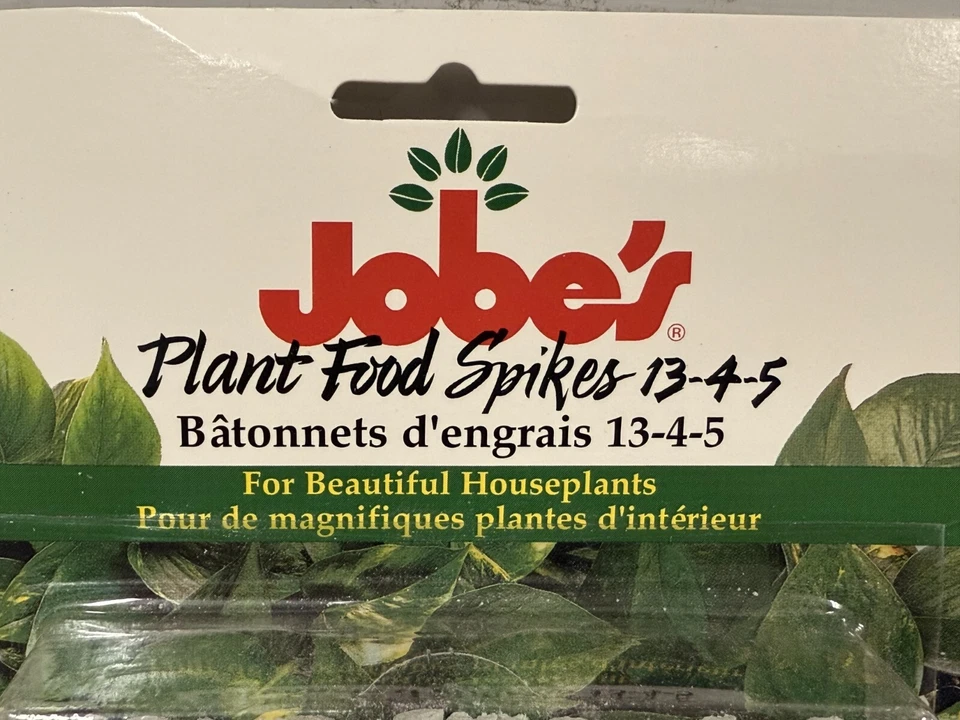 Jobe's®
Plant Food Spikes 13-4-5
Bâtonnets d'engrais 13-4-5
For Beautiful Houseplants
Pour de magnifiques plantes d'intérieur